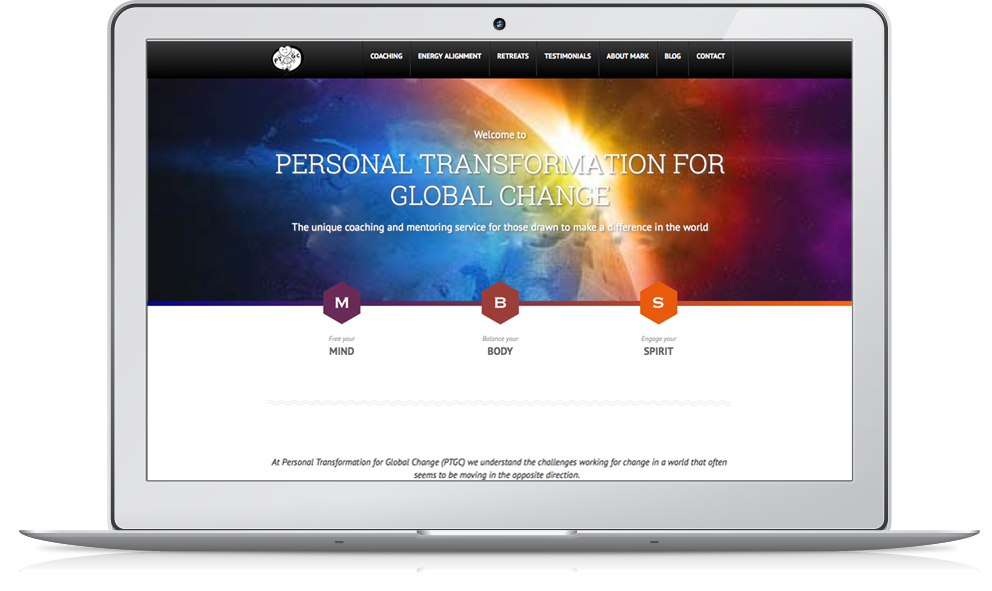 PTGC
COACHING ENERGY ALIGNMENT RETREATS TESTIMONIALS ABOUT MARK BLOG CONTACT
Welcome to
PERSONAL TRANSFORMATION FOR
GLOBAL CHANGE
The unique coaching and mentoring service for those drawn to make a difference in the world
M B S
Free your Balance your Engage your
MIND BODY SPIRIT
At Personal Transformation for Global Change (PTGC) we understand the challenges working for change in a world that often
seems to be moving in the opposite direction.